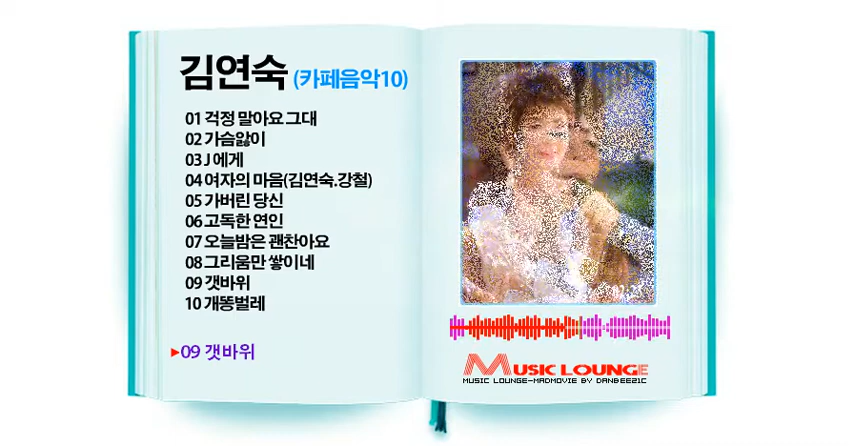 김연숙 (카페음악10)
01 걱정 말아요 그대
02 가슴앓이
03 J 에게
04 여자의 마음(김연숙.강철)
05 가버린 당신
06 고독한 연인
07 오늘밤은 괜찬아요
08 그리움만 쌓이네
09 갯바위
10 개똥벌레
▶09 갯바위
MUSIC LOUNGE
MUSIC LOUNGE-MADMOVIE BY DANBEE21C